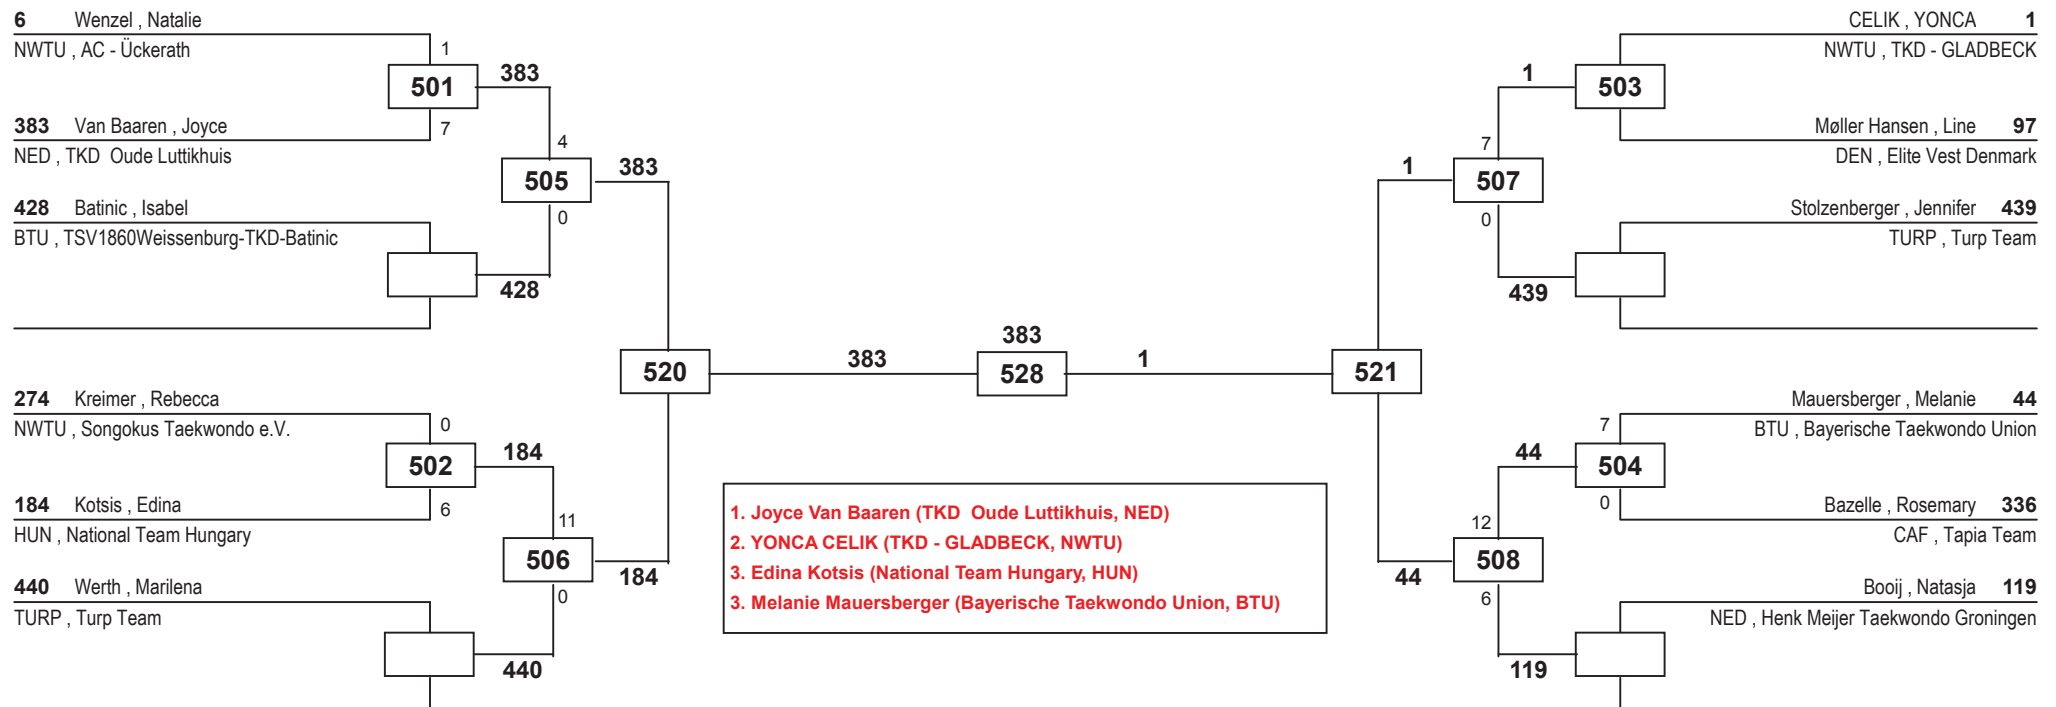 6 Wenzel , Natalie
NWTU , AC - Ückerath
1
501
383
383 Van Baaren , Joyce
7
NED , TKD  Oude Luttikhuis
4
505
383
428 Batinic , Isabel
0
BTU , TSV1860Weissenburg-TKD-Batinic
428
274 Kreimer , Rebecca
NWTU , Songokus Taekwondo e.V.
0
502
184
184 Kotsis , Edina
6
HUN , National Team Hungary
11
506
184
440 Werth , Marilena
0
TURP , Turp Team
440
520
383
383
528
1
521
1. Joyce Van Baaren (TKD  Oude Luttikhuis, NED)
2. YONCA CELIK (TKD - GLADBECK, NWTU)
3. Edina Kotsis (National Team Hungary, HUN)
3. Melanie Mauersberger (Bayerische Taekwondo Union, BTU)
CELIK , YONCA 1
NWTU , TKD - GLADBECK
1
503
Møller Hansen , Line 97
DEN , Elite Vest Denmark
7
1
507
Stolzenberger , Jennifer 439
0
TURP , Turp Team
439
Mauersberger , Melanie 44
7
BTU , Bayerische Taekwondo Union
44
504
0
Bazelle , Rosemary 336
12
CAF , Tapia Team
44
508
Booij , Natasja 119
6
NED , Henk Meijer Taekwondo Groningen
119